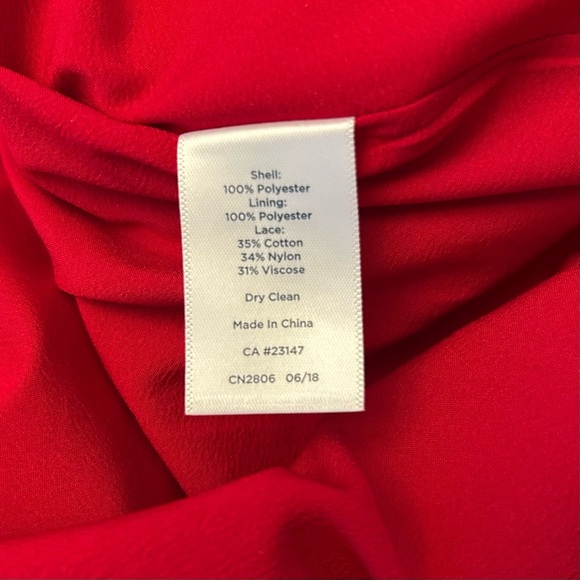 Shell:
100% Polyester
Lining:
100% Polyester
Lace:
35% Cotton
34% Nylon
31% Viscose
Dry Clean
Made In China
CA #23147
CN2806 06/18